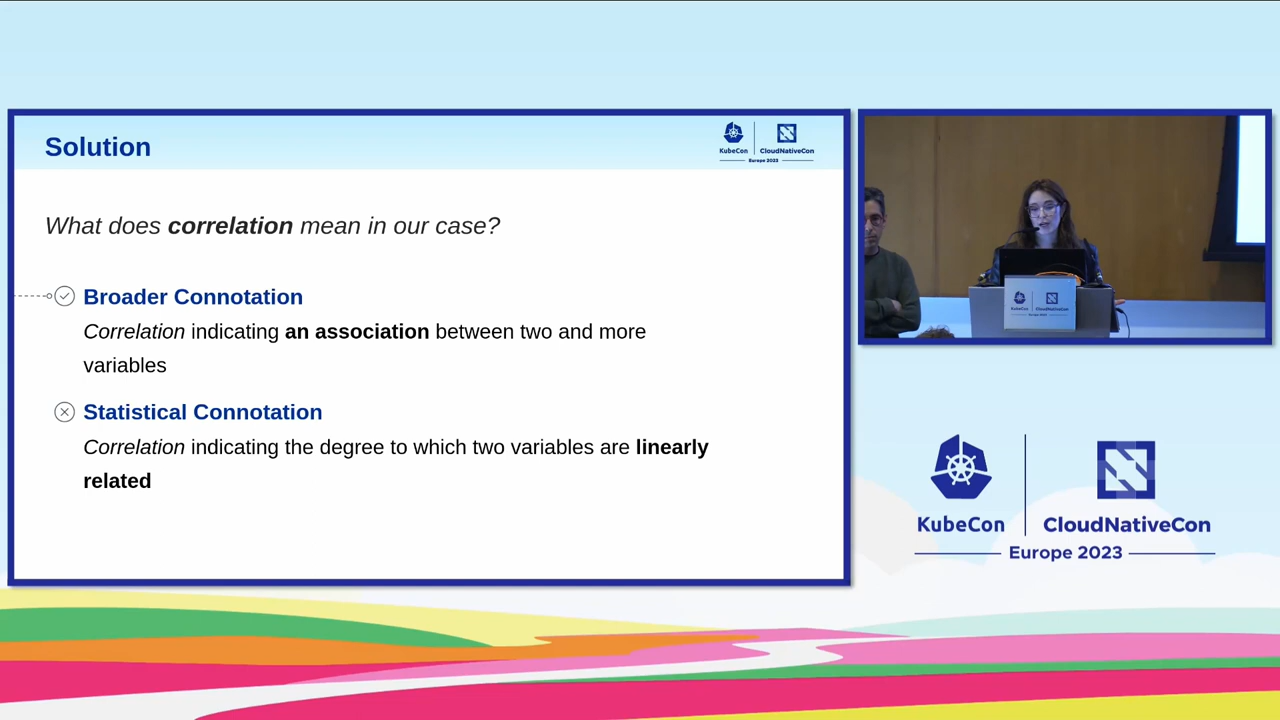 Solution
KubeCon
CloudNativeCon
Europe 2023
What does correlation mean in our case?
Broader Connotation
Correlation indicating an association between two and more
variables
Statistical Connotation
Correlation indicating the degree to which two variables are linearly
related
KubeCon
CloudNativeCon
KubeCon
CloudNativeCon
Europe 2023